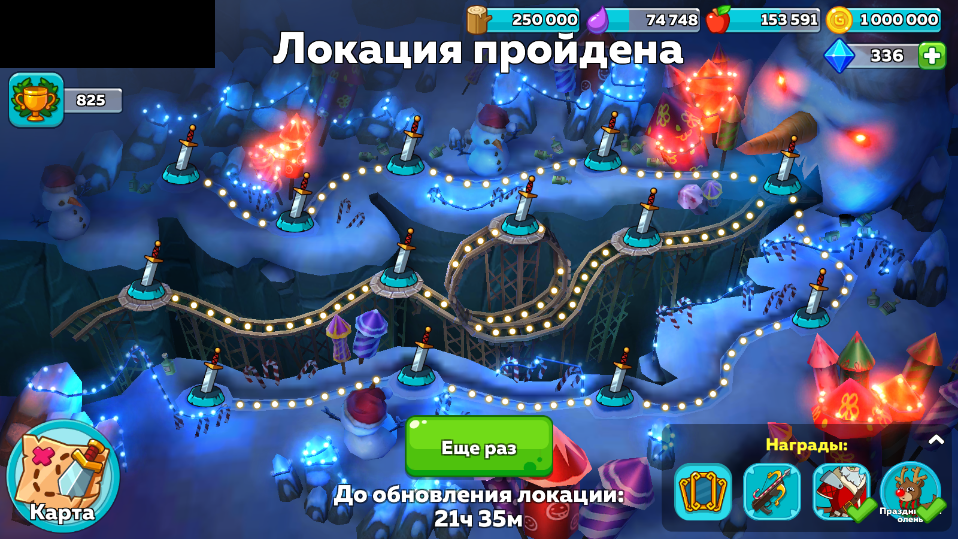 250 000
74 748
153 591
1 000 000
Локация пройдена
336
825
Еще раз
Награды:
До обновления локации:
21ч 35м
Карта
олень